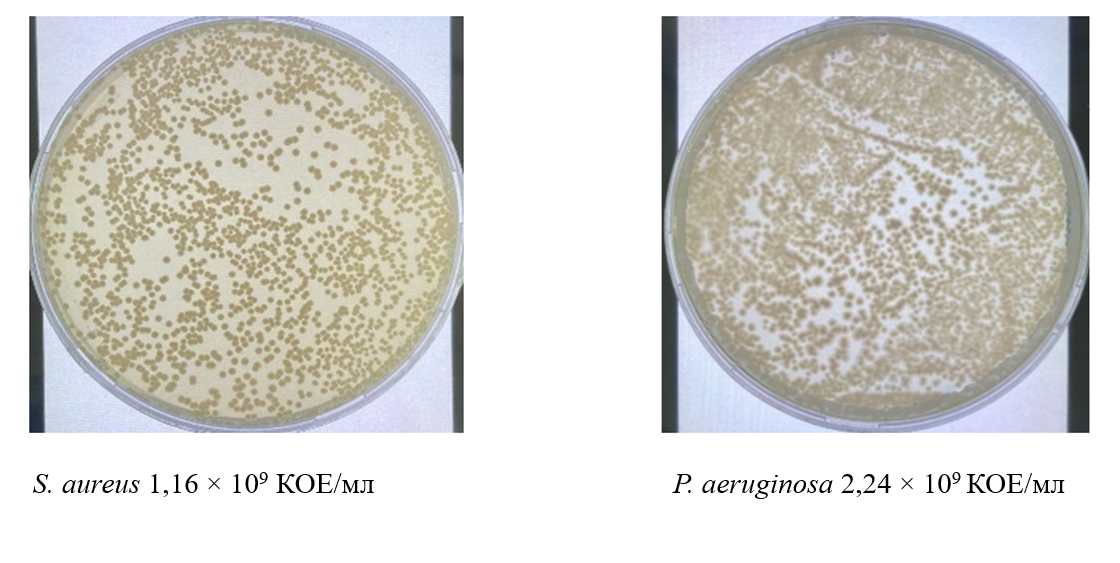 S. aureus 1,16 × 10⁹ КОЕ/мл
P. aeruginosa 2,24 × 10⁹ КОЕ/мл